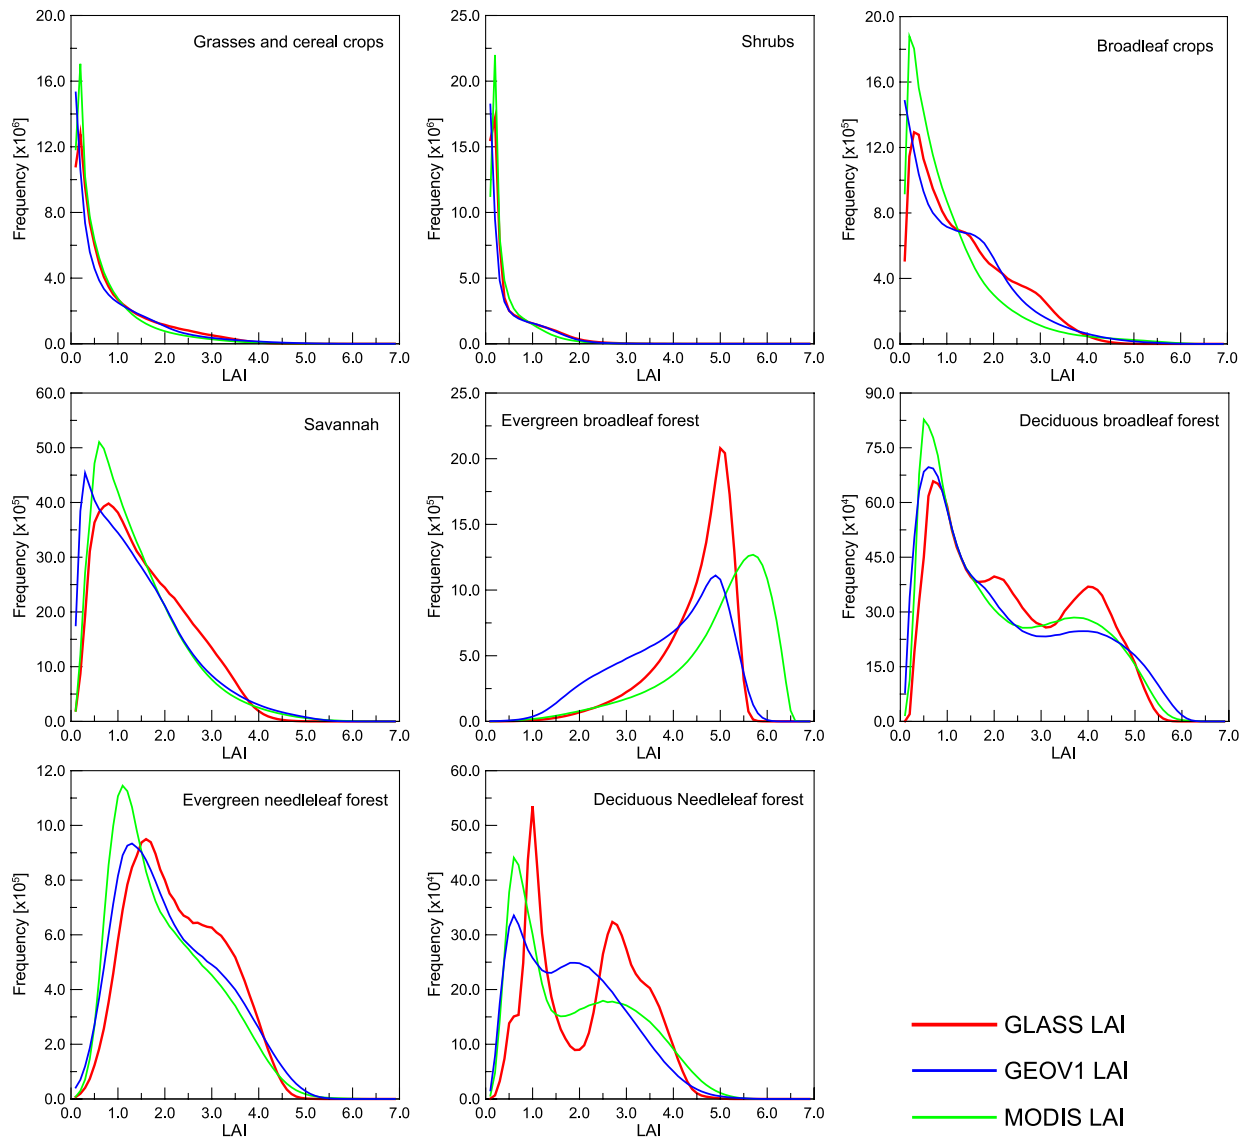 Grasses and cereal crops
Frequency [x10⁶]
20.0
16.0
12.0
8.0
4.0
0.0
0.0 1.0 2.0 3.0 4.0 5.0 6.0 7.0
LAI
Shrubs
Frequency [x10⁶]
25.0
20.0
15.0
10.0
5.0
0.0
0.0 1.0 2.0 3.0 4.0 5.0 6.0 7.0
LAI
Broadleaf crops
Frequency [x10⁵]
20.0
16.0
12.0
8.0
4.0
0.0
0.0 1.0 2.0 3.0 4.0 5.0 6.0 7.0
LAI
Savannah
Frequency [x10⁵]
60.0
50.0
40.0
30.0
20.0
10.0
0.0
0.0 1.0 2.0 3.0 4.0 5.0 6.0 7.0
LAI
Evergreen broadleaf forest
Frequency [x10⁵]
25.0
20.0
15.0
10.0
5.0
0.0
0.0 1.0 2.0 3.0 4.0 5.0 6.0 7.0
LAI
Deciduous broadleaf forest
Frequency [x10⁴]
90.0
75.0
60.0
45.0
30.0
15.0
0.0
0.0 1.0 2.0 3.0 4.0 5.0 6.0 7.0
LAI
Evergreen needleleaf forest
Frequency [x10⁵]
12.0
10.0
8.0
6.0
4.0
2.0
0.0
0.0 1.0 2.0 3.0 4.0 5.0 6.0 7.0
LAI
Deciduous Needleleaf forest
Frequency [x10⁴]
60.0
50.0
40.0
30.0
20.0
10.0
0.0
0.0 1.0 2.0 3.0 4.0 5.0 6.0 7.0
LAI
GLASS LAI
GEOV1 LAI
MODIS LAI